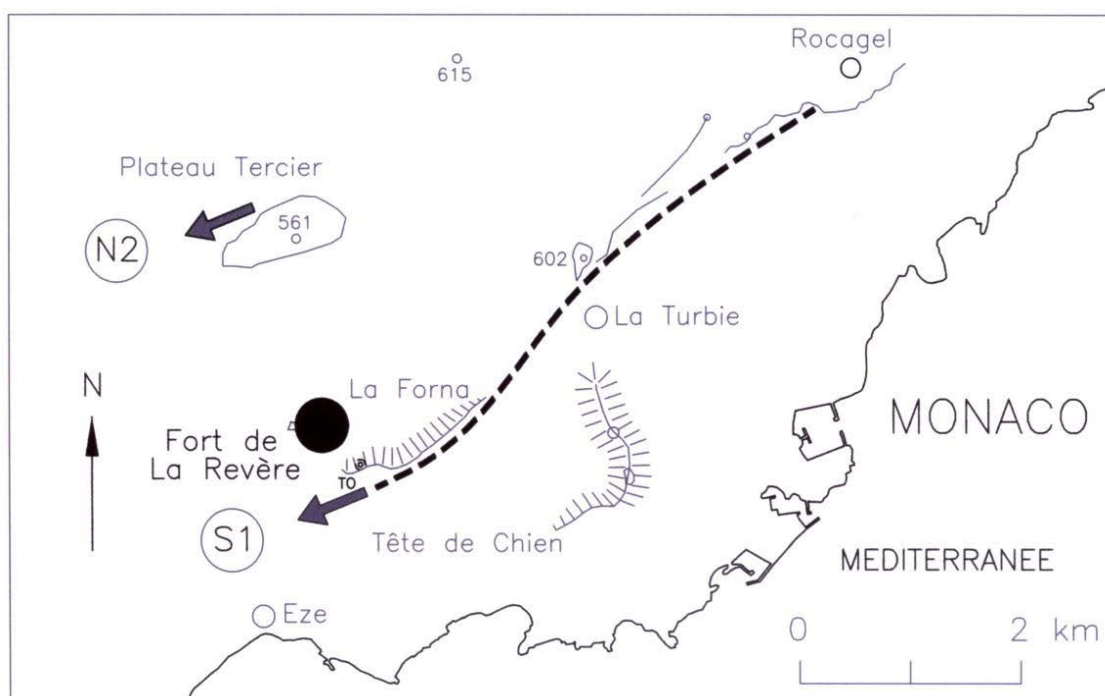 Rocagel
615
Plateau Tercier
561
N2
602
La Turbie
N
La Forna
MONACO
Fort de
La Revère
TO
S1
Tête de Chien
MEDITERRANEE
Eze
0 2 km